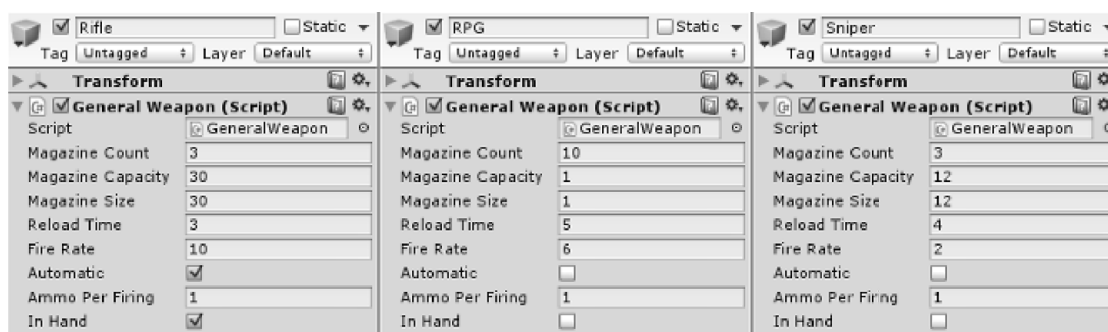 Rifle
Static
Tag Untagged Layer Default
Transform
General Weapon (Script)
Script GeneralWeapon
Magazine Count 3
Magazine Capacity 30
Magazine Size 30
Reload Time 3
Fire Rate 10
Automatic
Ammo Per Firing 1
In Hand
RPG
Static
Tag Untagged Layer Default
Transform
General Weapon (Script)
Script GeneralWeapon
Magazine Count 10
Magazine Capacity 1
Magazine Size 1
Reload Time 5
Fire Rate 6
Automatic
Ammo Per Firing 1
In Hand
Sniper
Static
Tag Untagged Layer Default
Transform
General Weapon (Script)
Script GeneralWeapon
Magazine Count 3
Magazine Capacity 12
Magazine Size 12
Reload Time 4
Fire Rate 2
Automatic
Ammo Per Firing 1
In Hand